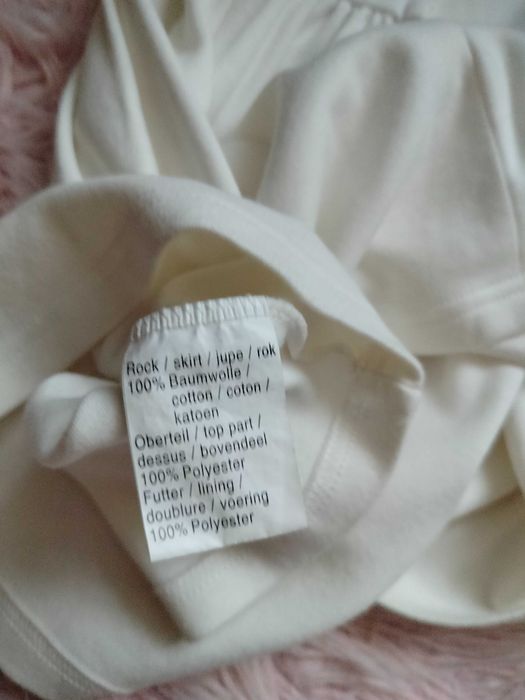 Rock / skirt / jupe / rok
100% Baumwolle /
cotton / coton /
katoen
Oberteil / top part /
dessus / bovendeel
100% Polyester
Futter / lining /
doublure / voering
100% Polyester